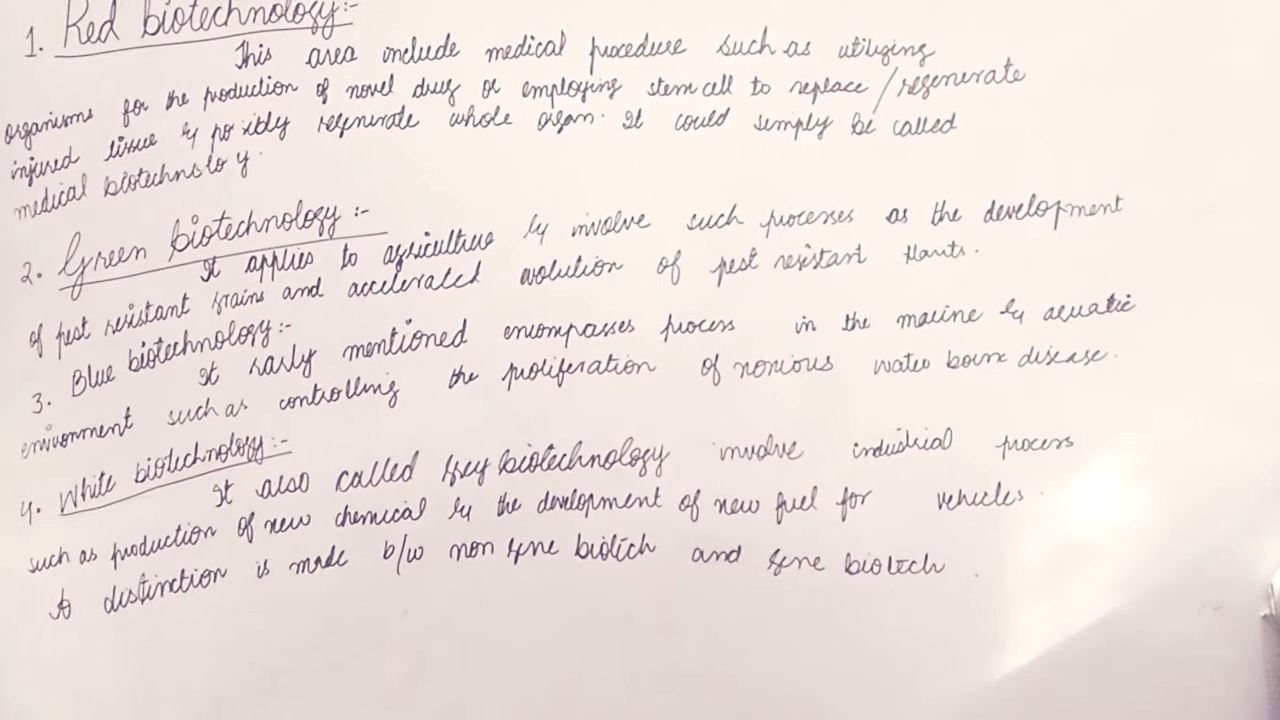 1. Red biotechnology:-
This area include medical procedure such as utilizing
organisms for the production of novel drug or employing stem cell to replace / regenerate
injured tissue & possibly regenerate whole organ. It could simply be called
medical biotechnology.
2. Green biotechnology :-
It applies to agriculture & involve such processes as the development
of pest resistant grains and accelerated evolution of pest resistant
3. Blue biotechnology:-
It rarly mentioned encompasses process in the marine & aquatic
environment such as controlling the proliferation of noxious water borne disease.
4. White biotechnology:-
It also called grey biotechnology involve industrial process
such as production of new chemical & the development of new fuel for vehicles.
A distinction is made b/w non gene biotech and gene biotech.